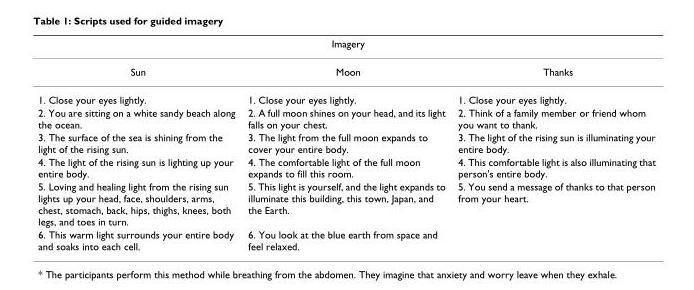 Table 1: Scripts used for guided imagery
Imagery
Sun
Moon
Thanks
1. Close your eyes lightly.
2. You are sitting on a white sandy beach along
the ocean.
3. The surface of the sea is shining from the
light of the rising sun.
4. The light of the rising sun is lighting up your
entire body.
5. Loving and healing light from the rising sun
lights up your head, face, shoulders, arms,
chest, stomach, back, hips, thighs, knees, both
legs, and toes in turn.
6. This warm light surrounds your entire body
and soaks into each cell.
1. Close your eyes lightly.
2. A full moon shines on your head, and its light
falls on your chest.
3. The light from the full moon expands to
cover your entire body.
4. The comfortable light of the full moon
expands to fill this room.
5. This light is yourself, and the light expands to
illuminate this building, this town, Japan, and
the Earth.
6. You look at the blue earth from space and
feel relaxed.
1. Close your eyes lightly.
2. Think of a family member or friend whom
you want to thank.
3. The light of the rising sun is illuminating your
entire body.
4. This comfortable light is also illuminating that
person's entire body.
5. You send a message of thanks to that person
from your heart.
* The participants perform this method while breathing from the abdomen. They imagine that anxiety and worry leave when they exhale.